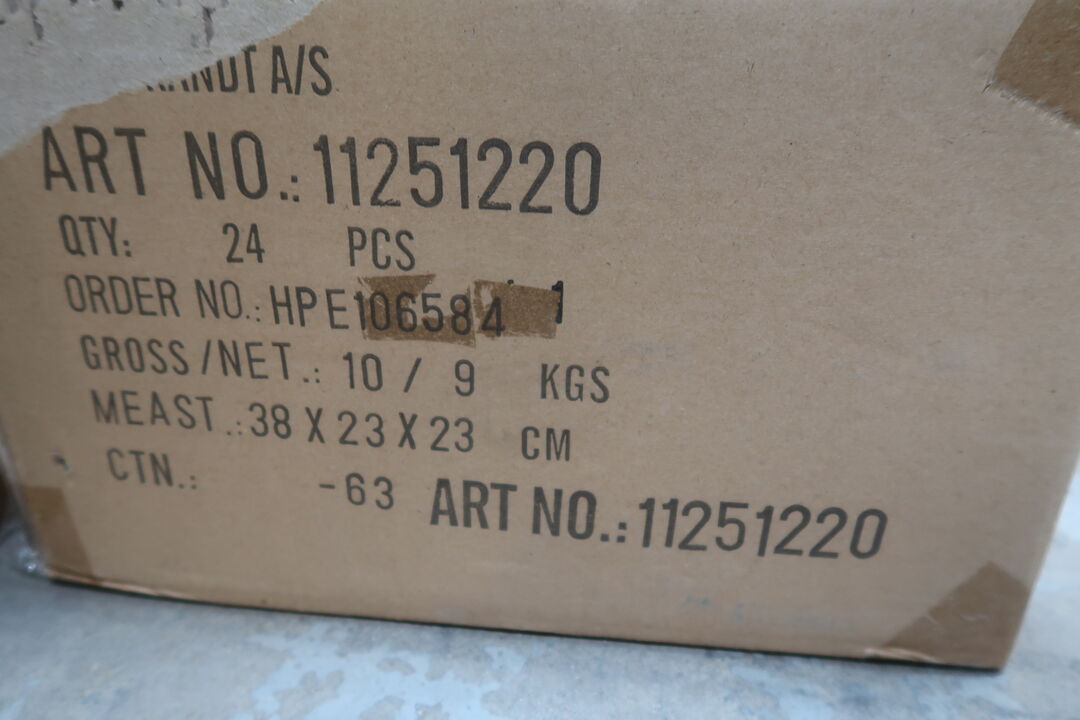 A/S
ART NO.: 11251220
QTY: 24 PCS
ORDER NO.: HPE106584 1
GROSS/NET.: 10 / 9 KGS
MEAST.: 38 X 23 X 23 CM
CTN.: -63 ART NO.: 11251220